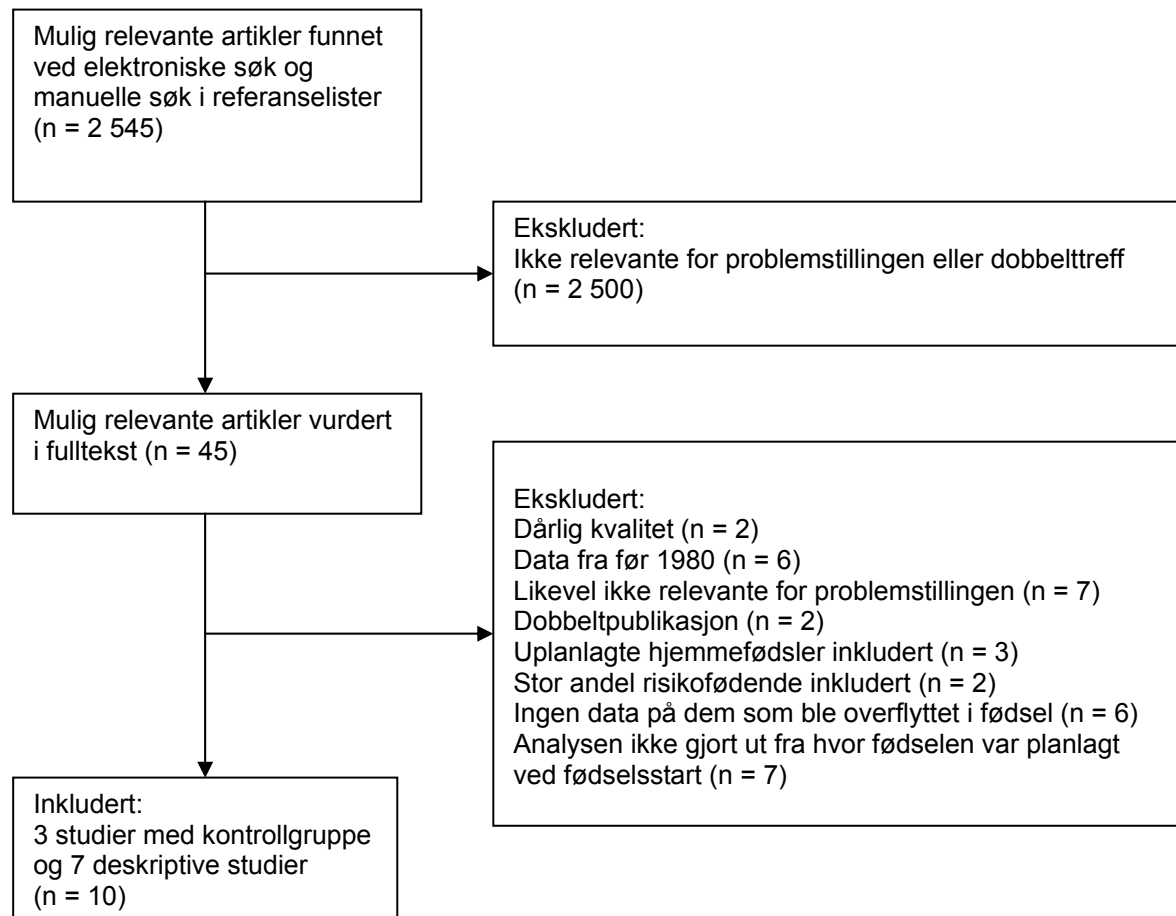 Mulig relevante artikler funnet
ved elektroniske søk og
manuelle søk i referanselister
(n = 2 545)
Ekskludert:
Ikke relevante for problemstillingen eller dobbelttreff
(n = 2 500)
Mulig relevante artikler vurdert
i fulltekst (n = 45)
Ekskludert:
Dårlig kvalitet (n = 2)
Data fra før 1980 (n = 6)
Likevel ikke relevante for problemstillingen (n = 7)
Dobbeltpublikasjon (n = 2)
Uplanlagte hjemmefødsler inkludert (n = 3)
Stor andel risikofødende inkludert (n = 2)
Ingen data på dem som ble overflyttet i fødsel (n = 6)
Analysen ikke gjort ut fra hvor fødselen var planlagt
ved fødselsstart (n = 7)
Inkludert:
3 studier med kontrollgruppe
og 7 deskriptive studier
(n = 10)